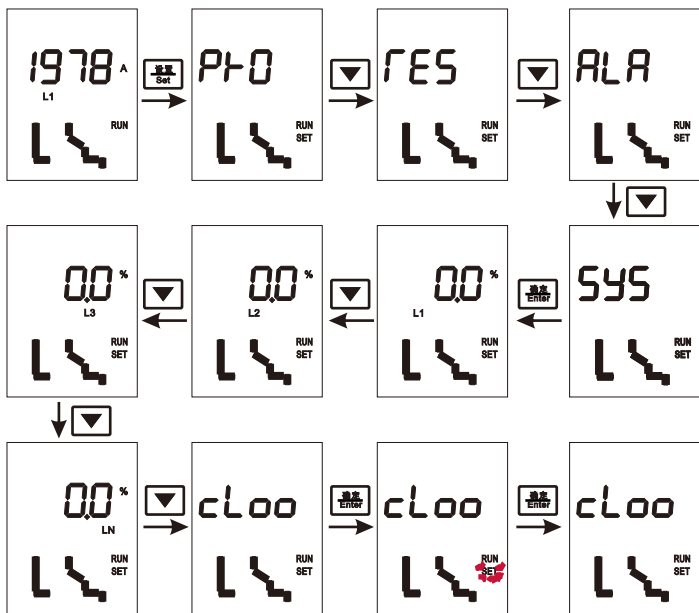 1978 A
L1
RUN
设置
Set
PrO
RUN
SET
rES
RUN
SET
ALA
RUN
SET
SYS
RUN
SET
确定
Enter
0.0 %
L1
RUN
SET
0.0 %
L2
RUN
SET
0.0 %
L3
RUN
SET
0.0 %
LN
RUN
SET
cLoo
RUN
SET
确定
Enter
cLoo
RUN
SET
确定
Enter
cLoo
RUN
SET